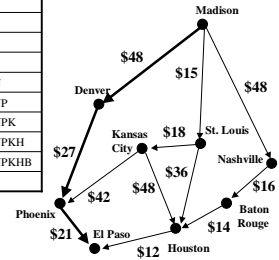 Madison
$48
$15
$48
Denver
P
PK
PKH
PKHB
Kansas
City
$18
St. Louis
Nashville
$27
$42
$48
$36
$16
Phoenix
Baton
Rouge
$14
El Paso
$21
$12
Houston